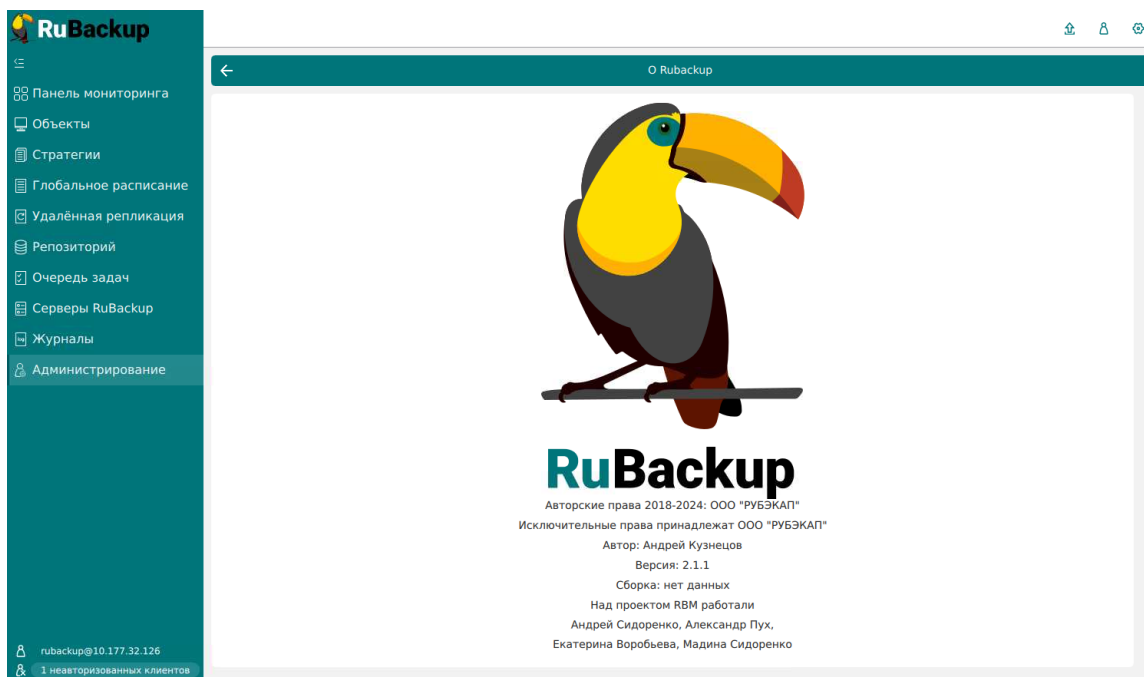 RuBackup
О Rubackup
Панель мониторинга
Объекты
Стратегии
Глобальное расписание
Удалённая репликация
Репозиторий
Очередь задач
Серверы RuBackup
Журналы
Администрирование
RuBackup
Авторские права 2018-2024: ООО "РУБЭКАП"
Исключительные права принадлежат ООО "РУБЭКАП"
Автор: Андрей Кузнецов
Версия: 2.1.1
Сборка: нет данных
Над проектом RBM работали
Андрей Сидоренко, Александр Пух,
Екатерина Воробьева, Мадина Сидоренко
rubackup@10.177.32.126
1 неавторизованных клиентов